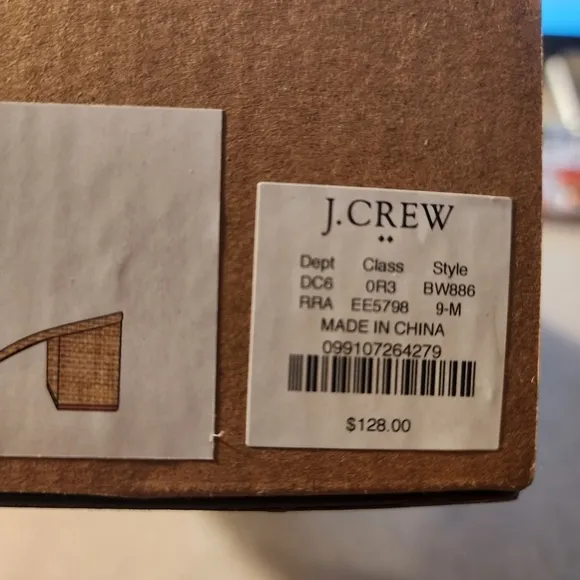 J.CREW
Dept Class Style
DC6 0R3 BW886
RRA EE5798 9-M
MADE IN CHINA
099107264279
$128.00